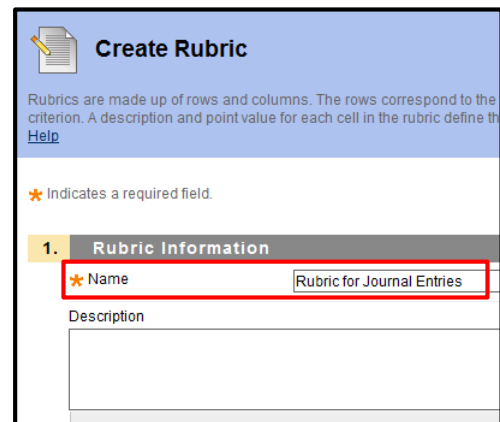 Create Rubric
Rubrics are made up of rows and columns. The rows correspond to the
criterion. A description and point value for each cell in the rubric define th
Help
Indicates a required field.
1. Rubric Information
Name Rubric for Journal Entries
Description